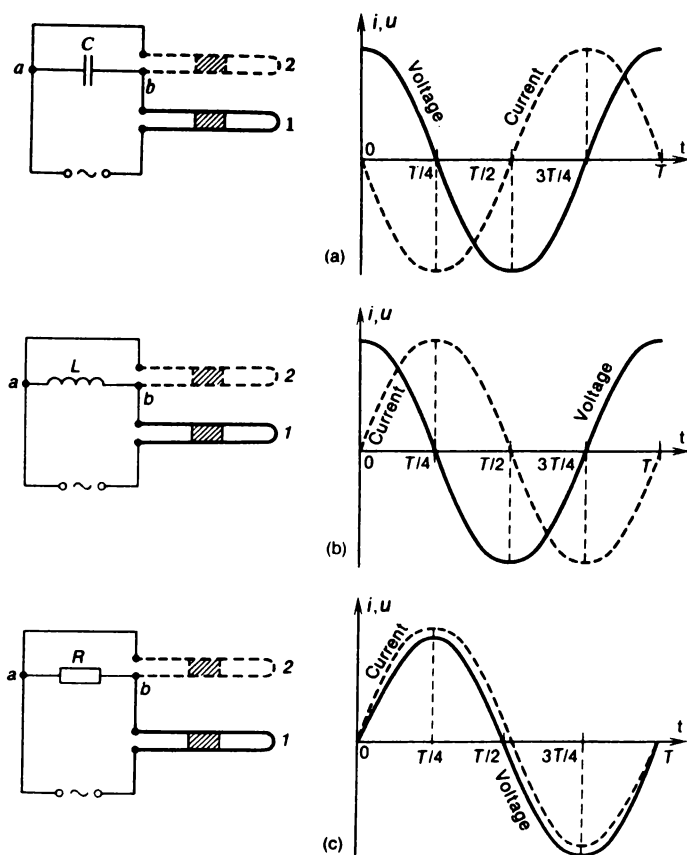 C
a
b
2
1
~
i,u
Voltage
Current
0
T/4
T/2
3T/4
T
t
(a)
L
a
b
2
1
~
i,u
Current
Voltage
0
T/4
T/2
3T/4
T
t
(b)
R
a
b
2
1
~
i,u
Current
Voltage
0
T/4
T/2
3T/4
T
t
(c)